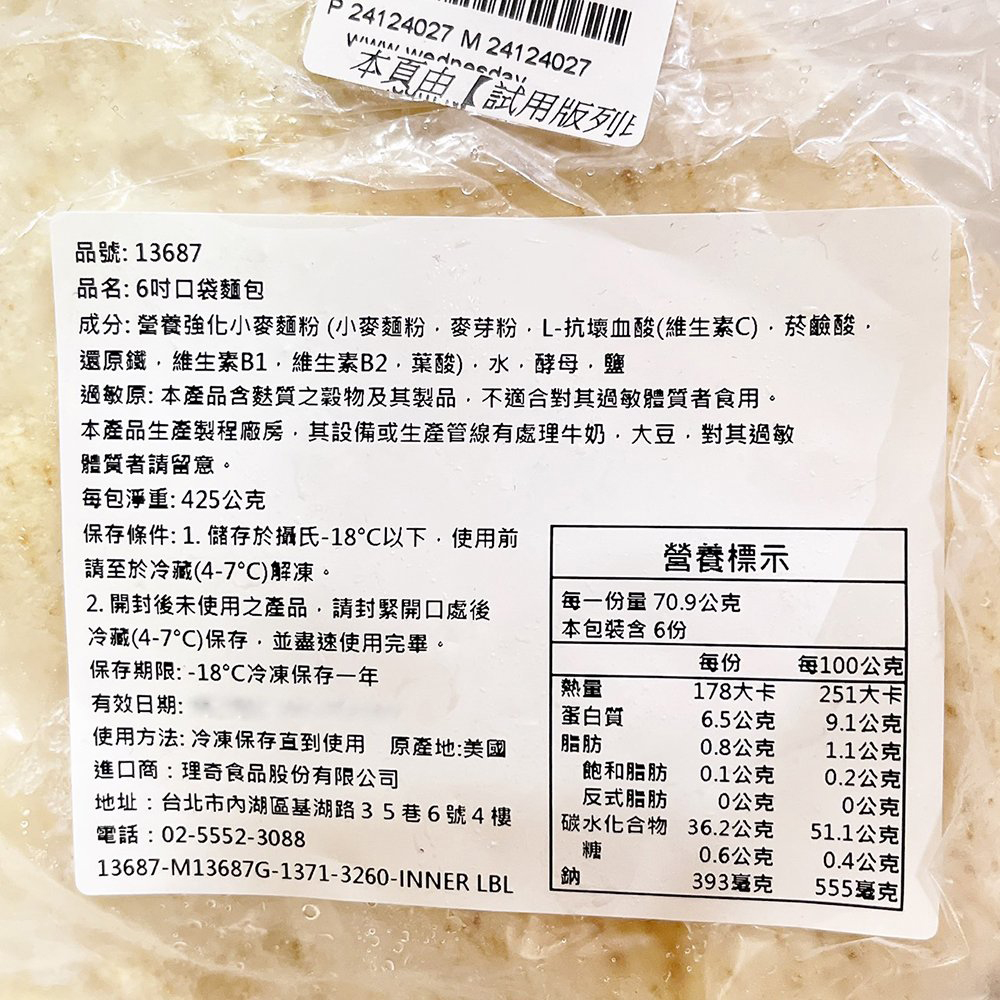 P 24124027 M 24124027
www.wednesday
本頁由【試用版列
品號: 13687
品名: 6吋口袋麵包
成分: 營養強化小麥麵粉 (小麥麵粉，麥芽粉，L-抗壞血酸(維生素C)，菸鹼酸，
還原鐵，維生素B1，維生素B2，葉酸)，水，酵母，鹽
過敏原: 本產品含麩質之穀物及其製品，不適合對其過敏體質者食用。
本產品生產製程廠房，其設備或生產管線有處理牛奶，大豆，對其過敏
體質者請留意。
每包淨重: 425公克
保存條件: 1. 儲存於攝氏-18°C以下，使用前
請至於冷藏(4-7°C)解凍。
2. 開封後未使用之產品，請封緊開口處後
冷藏(4-7°C)保存，並盡速使用完畢。
保存期限: -18°C冷凍保存一年
有效日期:
使用方法: 冷凍保存直到使用 原產地:美國
進口商：理奇食品股份有限公司
地址：台北市內湖區基湖路３５巷６號４樓
電話：02-5552-3088
13687-M13687G-1371-3260-INNER LBL
營養標示
每一份量 70.9公克
本包裝含 6份
每份 每100公克
熱量 178大卡 251大卡
蛋白質 6.5公克 9.1公克
脂肪 0.8公克 1.1公克
飽和脂肪 0.1公克 0.2公克
反式脂肪 0公克 0公克
碳水化合物 36.2公克 51.1公克
糖 0.6公克 0.4公克
鈉 393毫克 555毫克